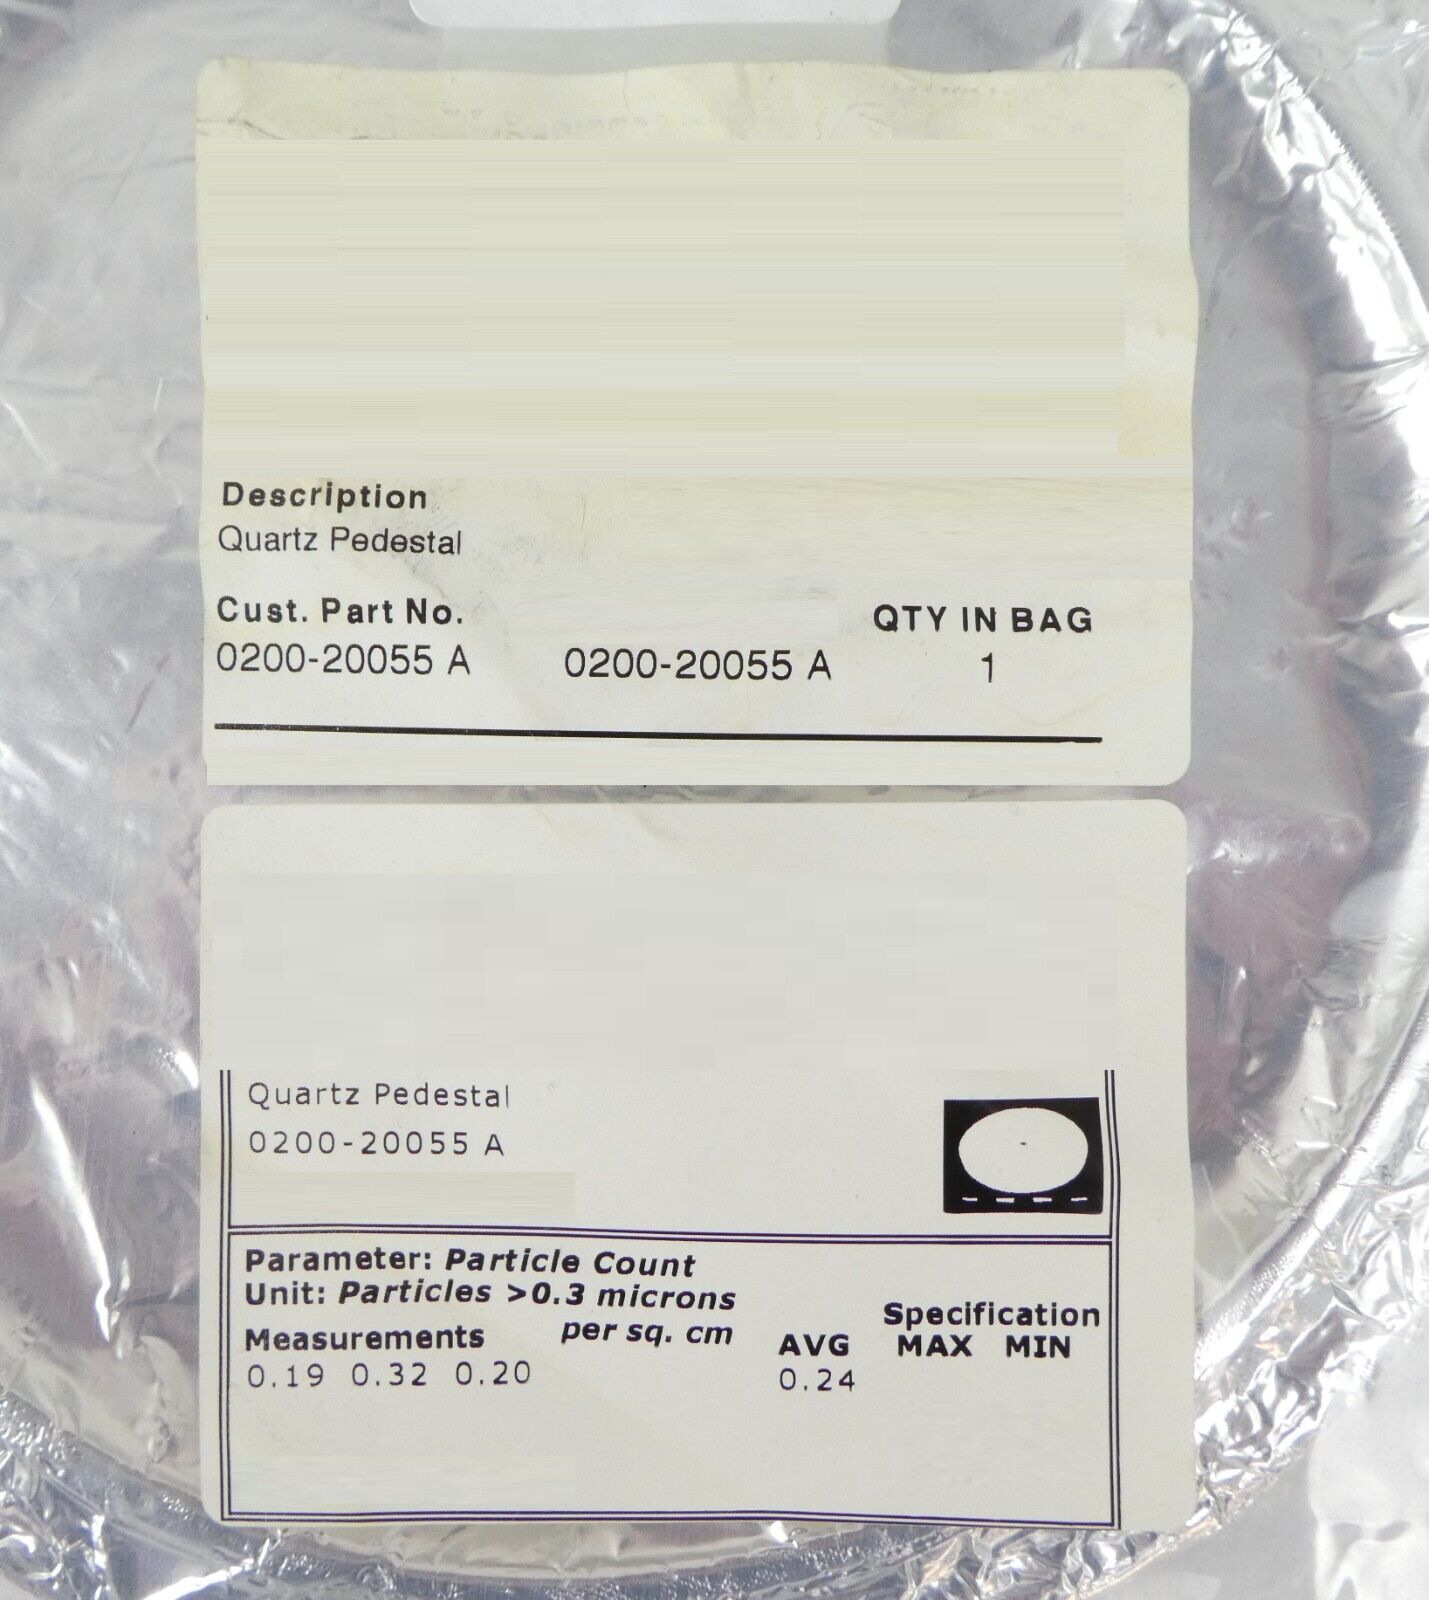 Description
Quartz Pedestal
Cust. Part No. QTY IN BAG
0200-20055 A 0200-20055 A 1
Quartz Pedestal
0200-20055 A
Parameter: Particle Count
Unit: Particles >0.3 microns
per sq. cm
Specification
Measurements AVG MAX MIN
0.19 0.32 0.20 0.24